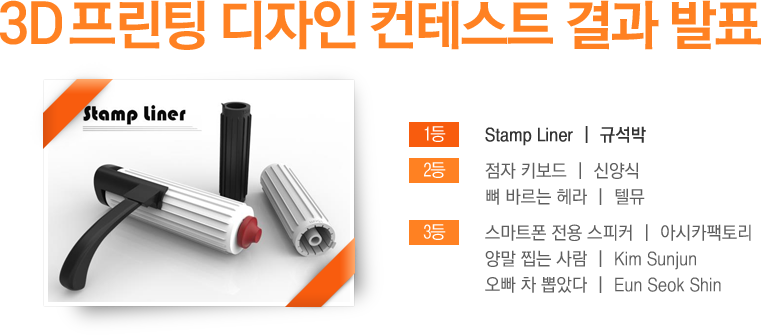 3D프린팅 디자인 컨테스트 결과 발표
Stamp Liner
1등 Stamp Liner | 규석박
2등 점자 키보드 | 신양식
뼈 바르는 헤라 | 텔뮤
3등 스마트폰 전용 스피커 | 아시카팩토리
양말 찝는 사람 | Kim Sunjun
오빠 차 뽑았다 | Eun Seok Shin